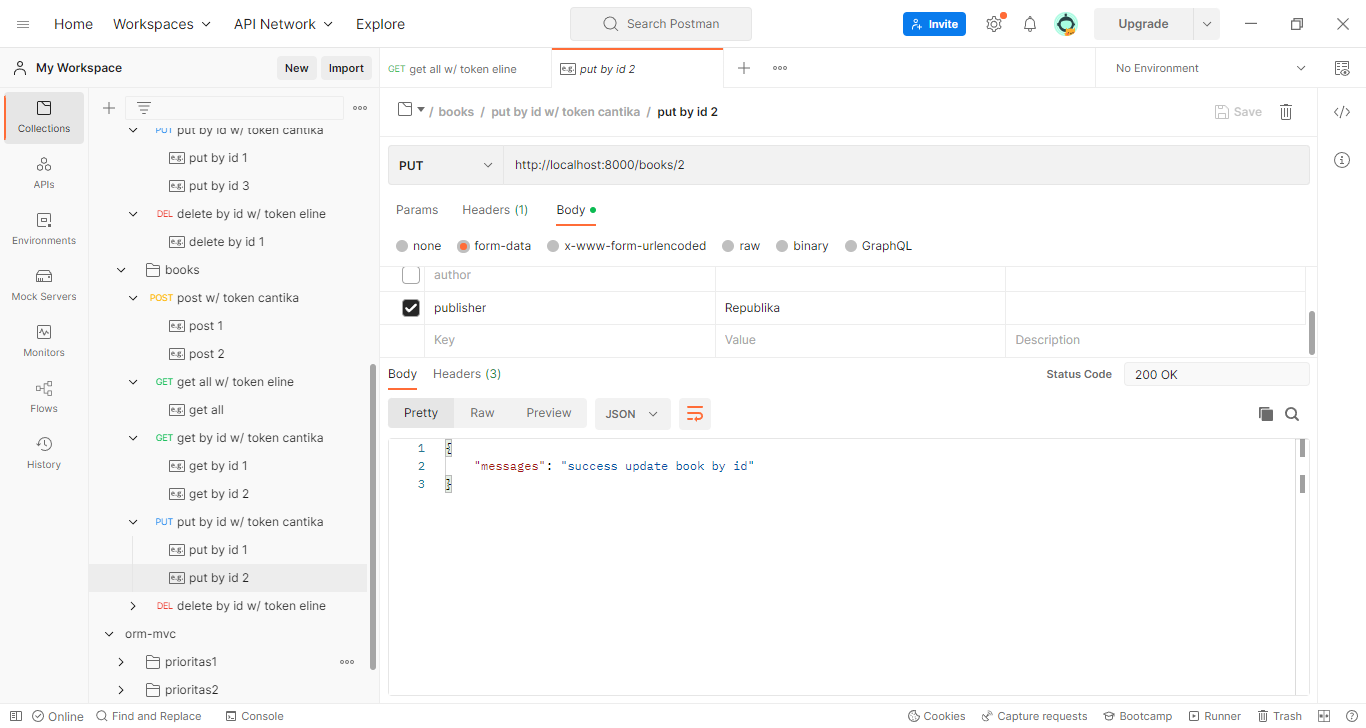 Home Workspaces API Network Explore Search Postman Invite Upgrade
My Workspace New Import GET get all w/ token eline e.g. put by id 2 No Environment
Collections
APIs
Environments
Mock Servers
Monitors
Flows
History
PUT put by id w/ token cantika
e.g. put by id 1
e.g. put by id 3
DEL delete by id w/ token eline
e.g. delete by id 1
books
POST post w/ token cantika
e.g. post 1
e.g. post 2
GET get all w/ token eline
e.g. get all
GET get by id w/ token cantika
e.g. get by id 1
e.g. get by id 2
PUT put by id w/ token cantika
e.g. put by id 1
e.g. put by id 2
DEL delete by id w/ token eline
orm-mvc
prioritas1
prioritas2
/ books / put by id w/ token cantika / put by id 2 Save
PUT http://localhost:8000/books/2
Params Headers (1) Body
none form-data x-www-form-urlencoded raw binary GraphQL
author
publisher Republika
Key Value Description
Body Headers (3) Status Code 200 OK
Pretty Raw Preview JSON
1 {
2 "messages": "success update book by id"
3 }
Online Find and Replace Console Cookies Capture requests Bootcamp Runner Trash